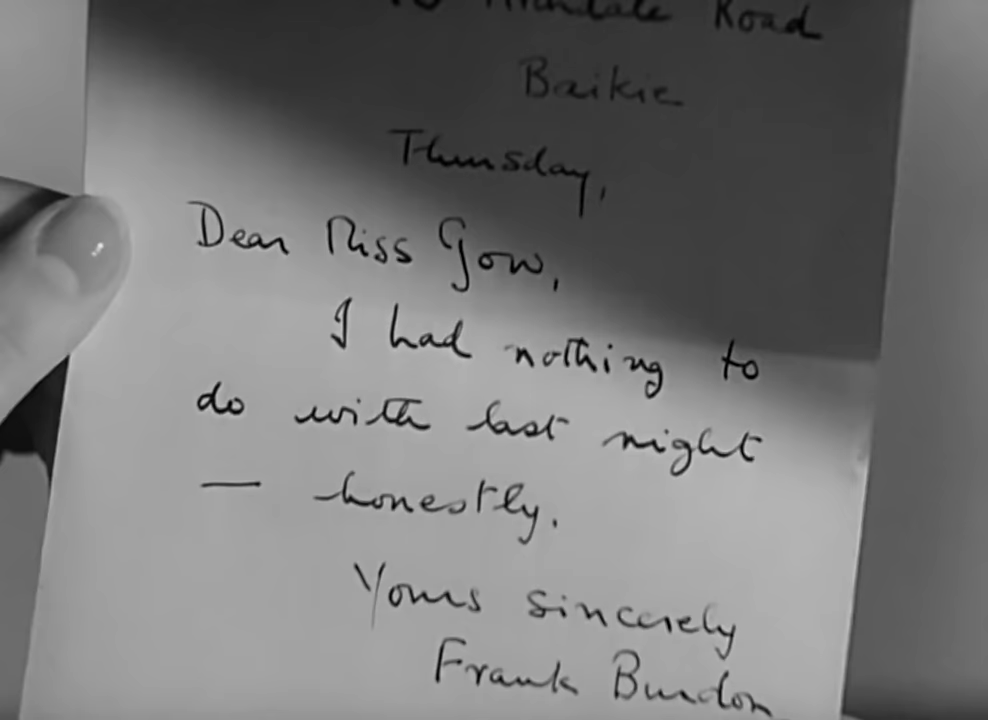 Road
Baikie
Thursday,
Dear Miss Gow,
I had nothing to
do with last night
— honestly.
Yours sincerely
Frank Burdon